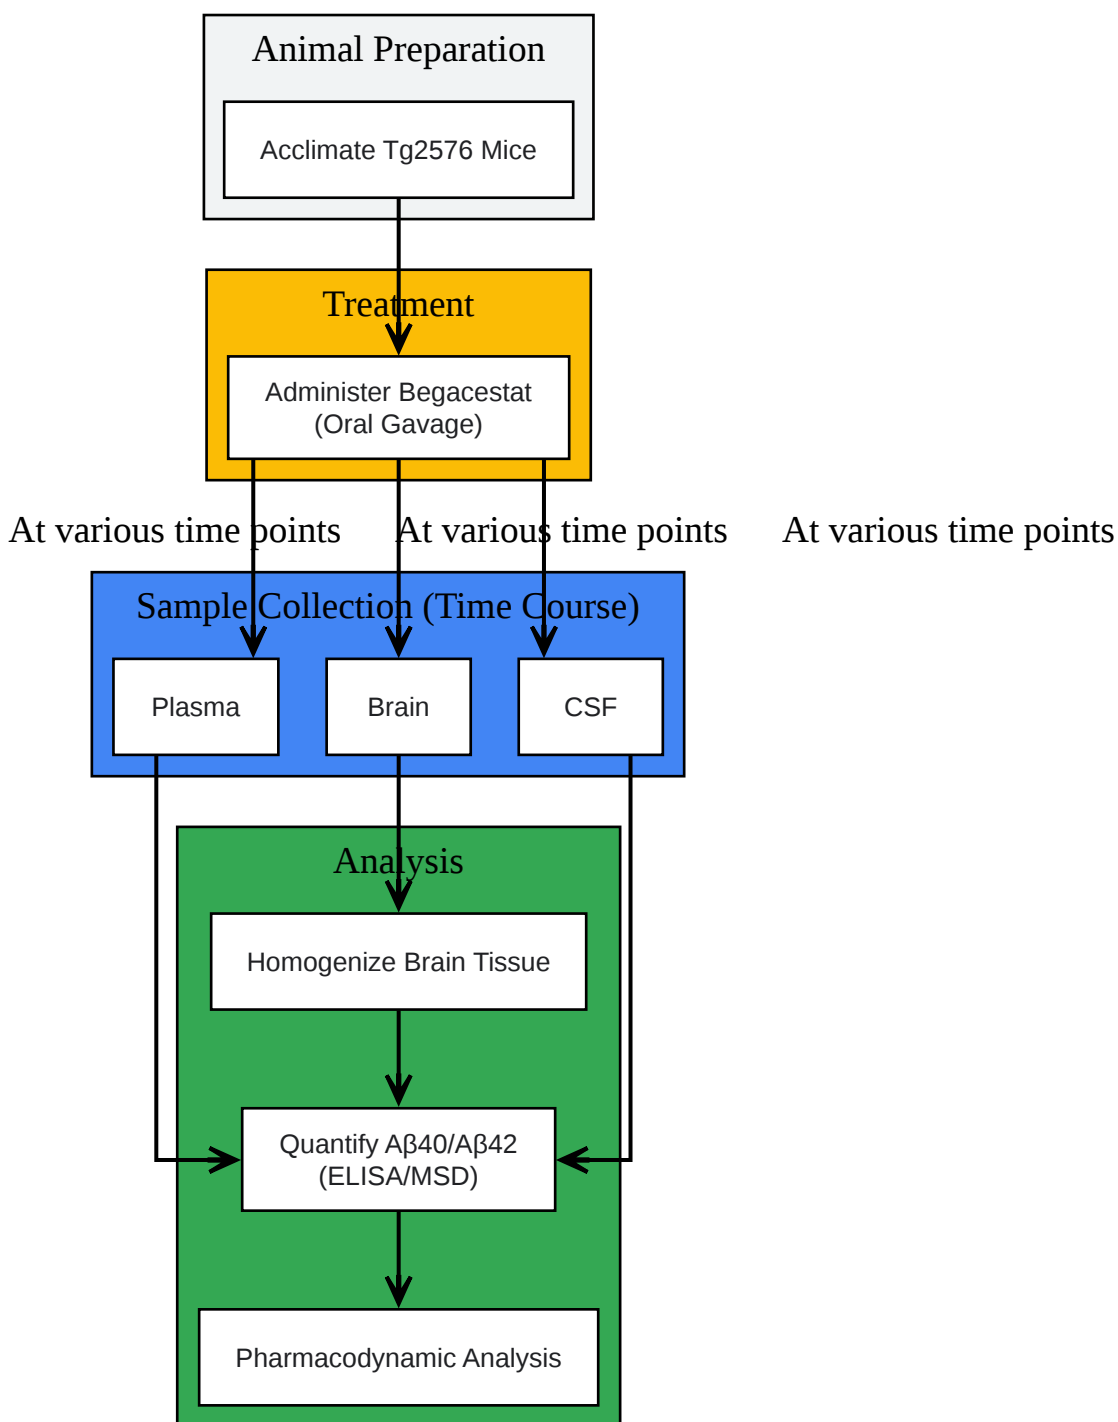 Animal Preparation
Acclimate Tg2576 Mice
Treatment
Administer Begacestat
(Oral Gavage)
At various time points
At various time points
At various time points
Sample Collection (Time Course)
Plasma
Brain
CSF
Analysis
Homogenize Brain Tissue
Quantify Aβ40/Aβ42
(ELISA/MSD)
Pharmacodynamic Analysis